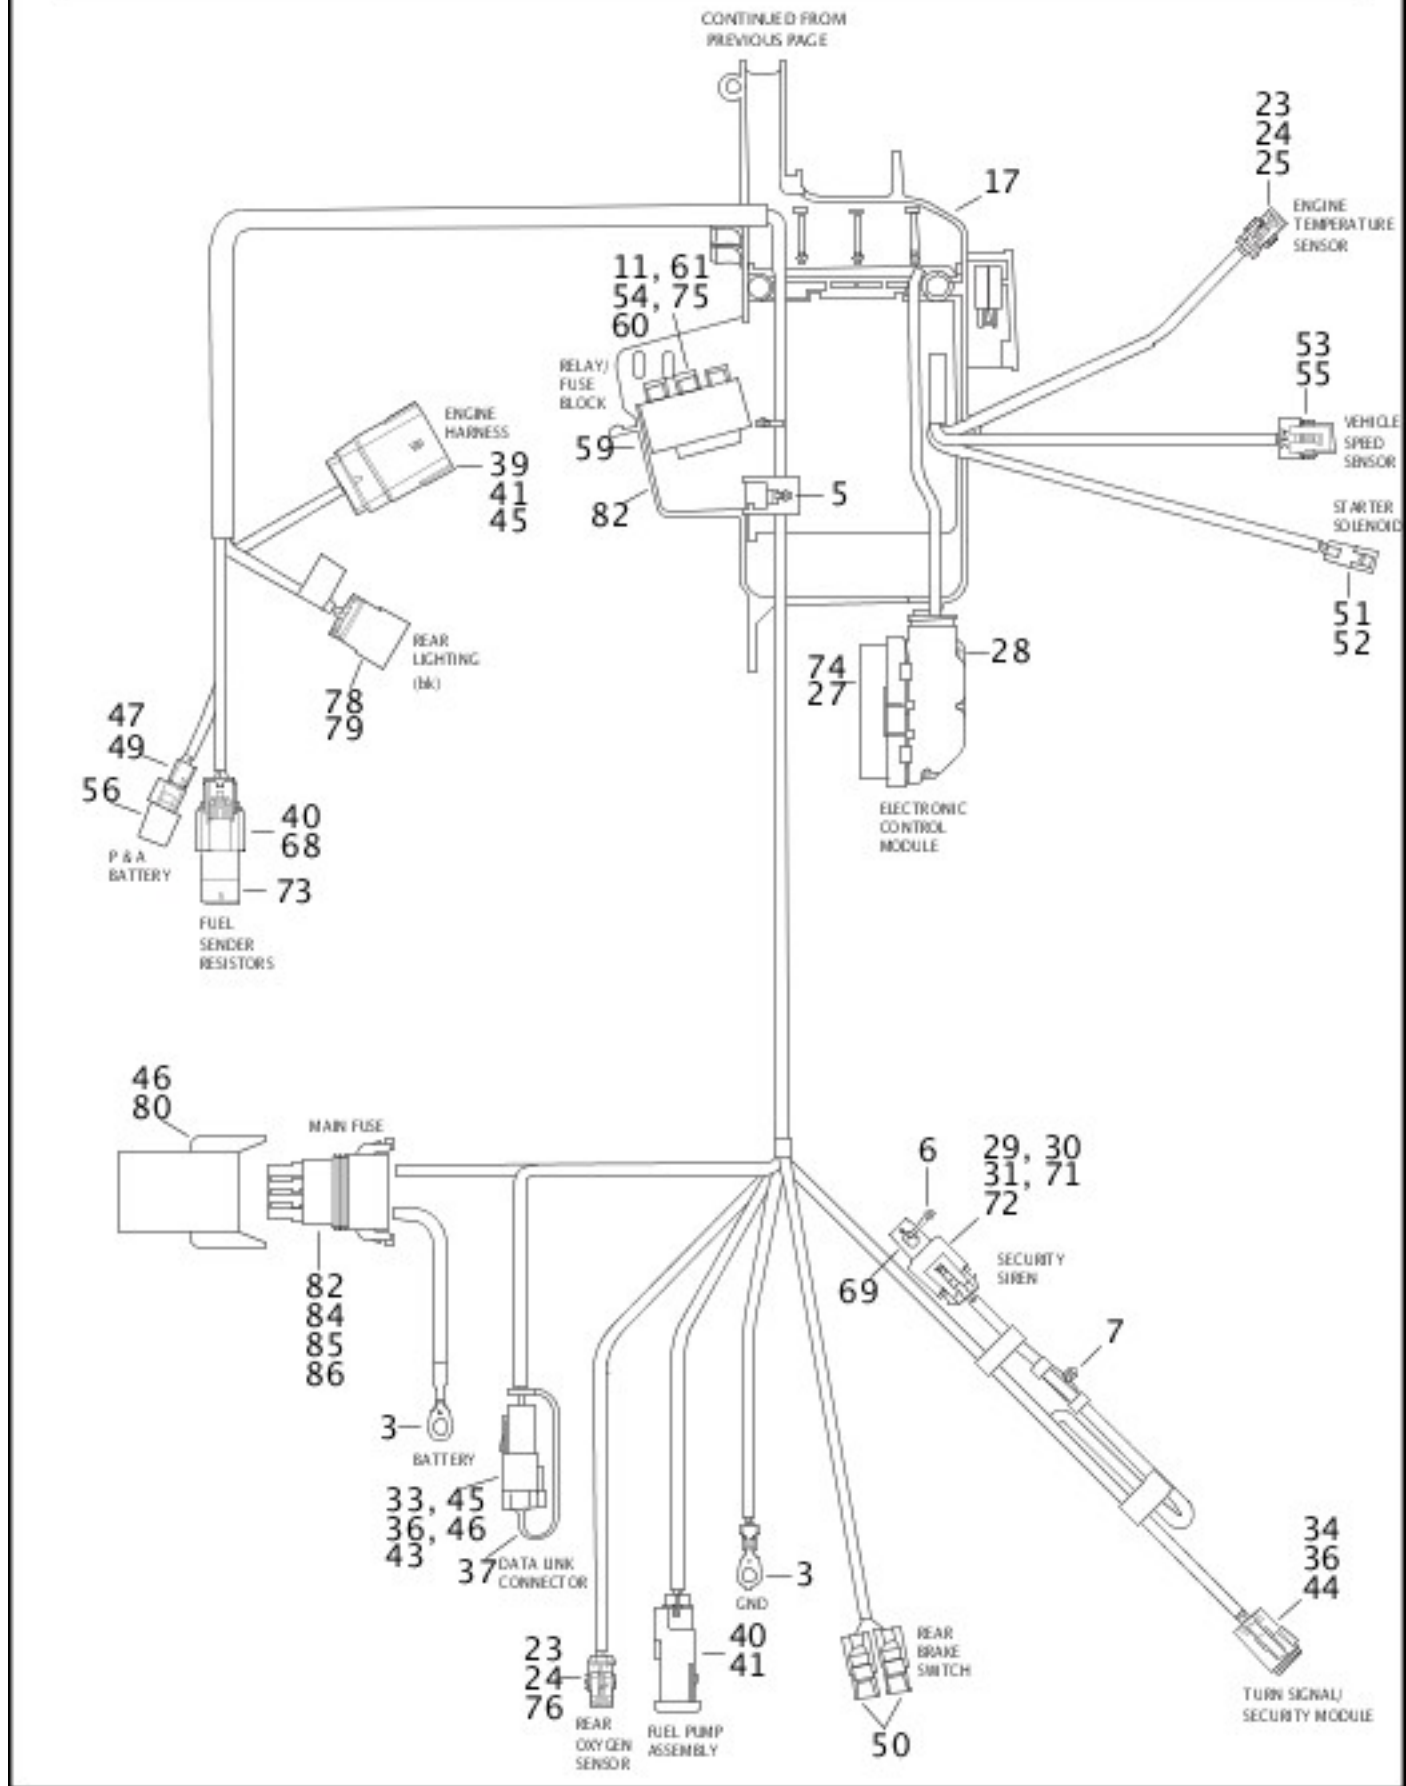 CONTINUED FROM
PREVIOUS PAGE
23
24
25
ENGINE
TEMPERATURE
SENSOR
17
11, 61
54, 75
60
RELAY/
FUSE
BLOCK
59
82
5
53
55
VEHICLE
SPEED
SENSOR
STARTER
SOLENOID
51
52
ENGINE
HARNESS
39
41
45
REAR
LIGHTING
(bk)
78
79
74
27
28
ELECTRONIC
CONTROL
MODULE
47
49
56
P & A
BATTERY
40
68
73
FUEL
SENDER
RESISTORS
46
80
MAIN FUSE
82
84
85
86
3
BATTERY
33, 45
36, 46
43
37
DATA LINK
CONNECTOR
6
29, 30
31, 71
72
SECURITY
SIREN
69
7
34
36
44
TURN SIGNAL/
SECURITY MODULE
3
GND
23
24
76
REAR
OXYGEN
SENSOR
40
41
FUEL PUMP
ASSEMBLY
REAR
BRAKE
SWITCH
50